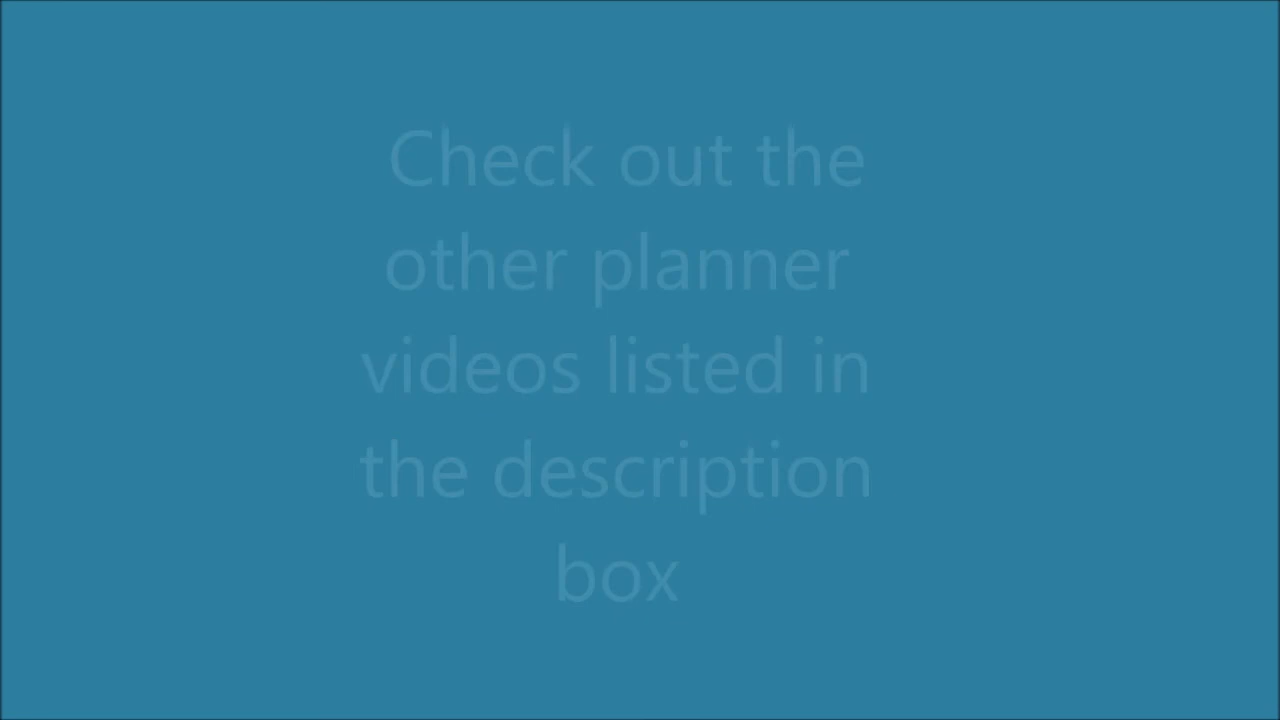 Check out the
other planner
videos listed in
the description
box